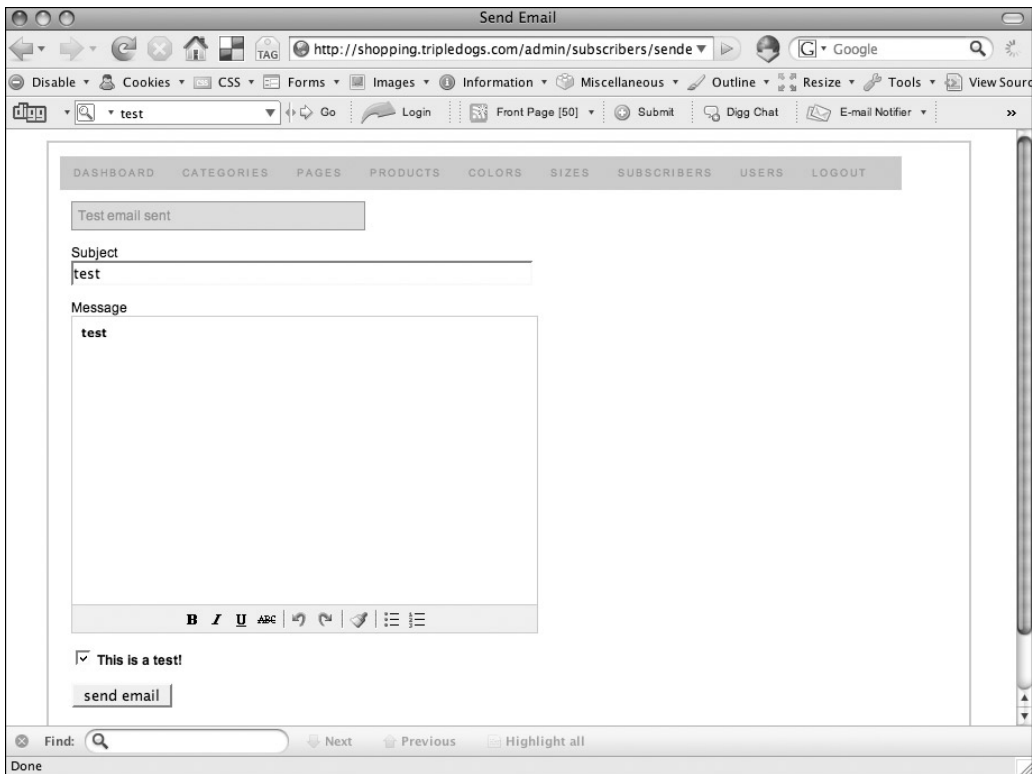 Send Email
TAG
http://shopping.tripledogs.com/admin/subscribers/sende
G Google
Disable Cookies CSS Forms Images Information Miscellaneous Outline Resize Tools View Sourc
test Go Login Front Page [50] Submit Digg Chat E-mail Notifier »
DASHBOARD CATEGORIES PAGES PRODUCTS COLORS SIZES SUBSCRIBERS USERS LOGOUT
Test email sent
Subject
test
Message
test
B I U ABC
This is a test!
send email
Find: Next Previous Highlight all
Done